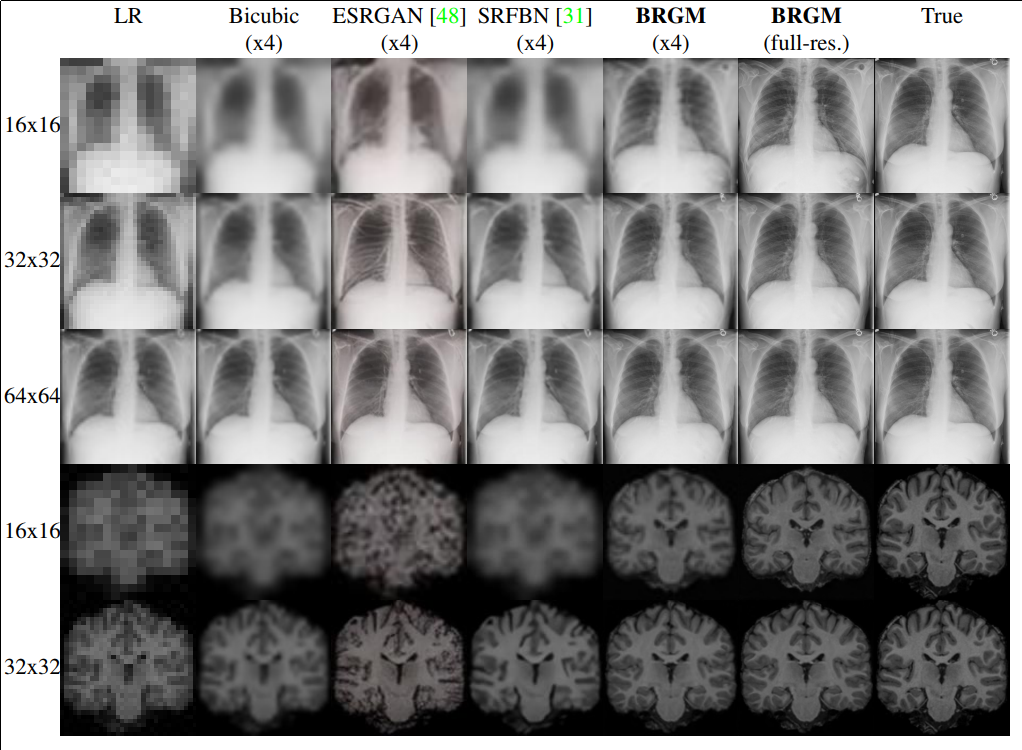 LR Bicubic ESRGAN [48] SRFBN [31] BRGM BRGM True
(x4) (x4) (x4) (x4) (full-res.)
16x16
32x32
64x64
16x16
32x32